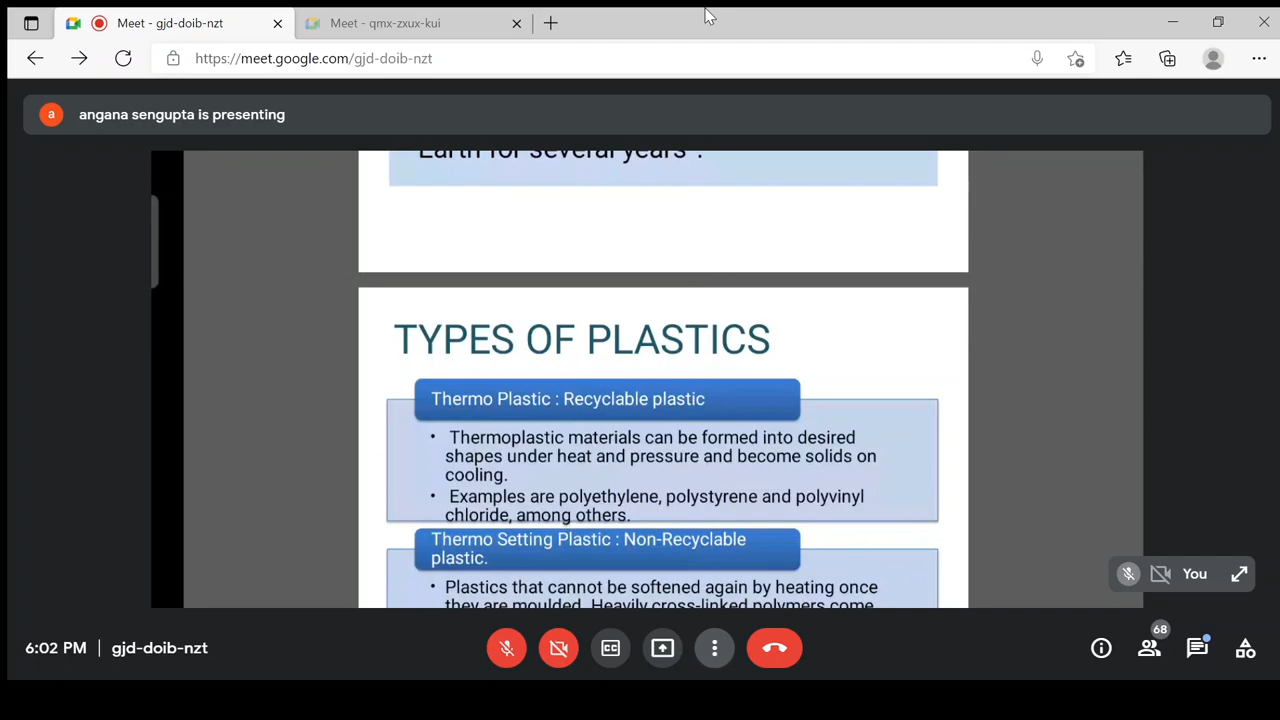 Meet - gjd-doib-nzt
Meet - qmx-zxux-kui
https://meet.google.com/gjd-doib-nzt
a
angana sengupta is presenting
Earth for several years".
TYPES OF PLASTICS
Thermo Plastic : Recyclable plastic
• Thermoplastic materials can be formed into desired
shapes under heat and pressure and become solids on
cooling.
• Examples are polyethylene, polystyrene and polyvinyl
chloride, among others.
Thermo Setting Plastic : Non-Recyclable
plastic.
• Plastics that cannot be softened again by heating once
they are moulded. Heavily cross-linked polymers come
You
6:02 PM
gjd-doib-nzt
CC
68